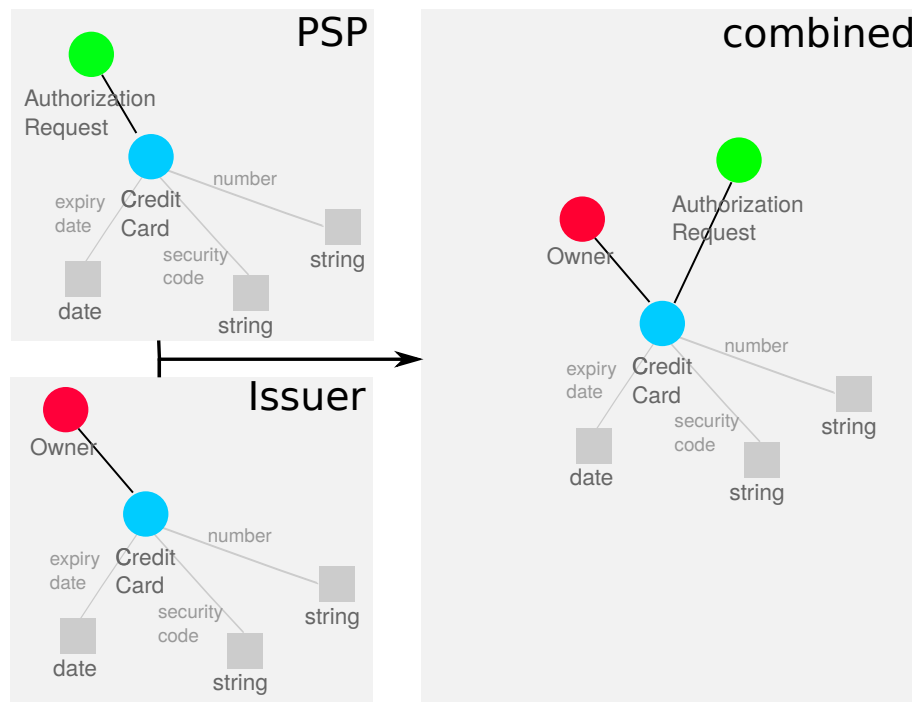 PSP
Authorization
Request
number
expiry
date
Credit
Card
security
code
string
date
string
Issuer
Owner
number
expiry
date
Credit
Card
security
code
string
date
string
combined
Authorization
Request
Owner
number
expiry
date
Credit
Card
security
code
string
date
string